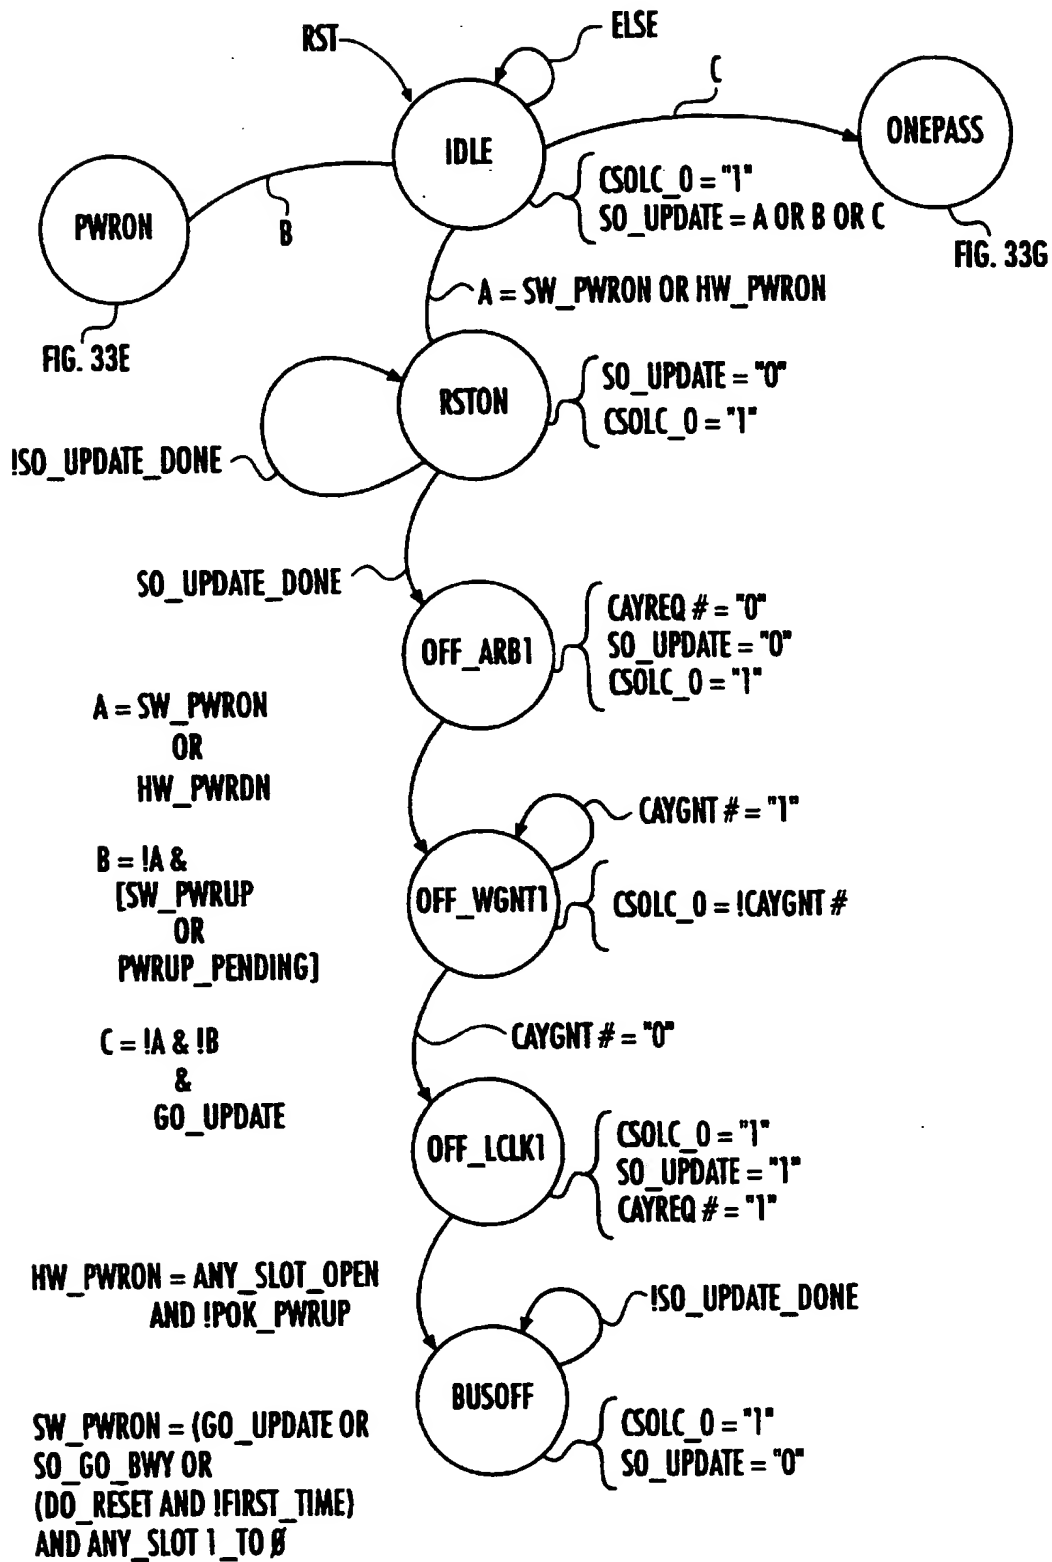 RST
ELSE
C
IDLE
ONEPASS
PWRON
B
CSOLC_0 = "1"
SO_UPDATE = A OR B OR C
FIG. 33G
A = SW_PWRON OR HW_PWRON
FIG. 33E
RSTON
SO_UPDATE = "0"
CSOLC_0 = "1"
!SO_UPDATE_DONE
SO_UPDATE_DONE
OFF_ARB1
CAYREQ # = "0"
SO_UPDATE = "0"
CSOLC_0 = "1"
A = SW_PWRON
OR
HW_PWRDN
CAYGNT # = "1"
B = !A &
[SW_PWRUP
OR
PWRUP_PENDING]
OFF_WGNT1
CSOLC_0 = !CAYGNT #
C = !A & !B
&
GO_UPDATE
CAYGNT # = "0"
OFF_LCLK1
CSOLC_0 = "1"
SO_UPDATE = "1"
CAYREQ # = "1"
HW_PWRON = ANY_SLOT_OPEN
AND !POK_PWRUP
!SO_UPDATE_DONE
BUSOFF
CSOLC_0 = "1"
SO_UPDATE = "0"
SW_PWRON = (GO_UPDATE OR
SO_GO_BWY OR
(DO_RESET AND !FIRST_TIME)
AND ANY_SLOT 1_TO Ø